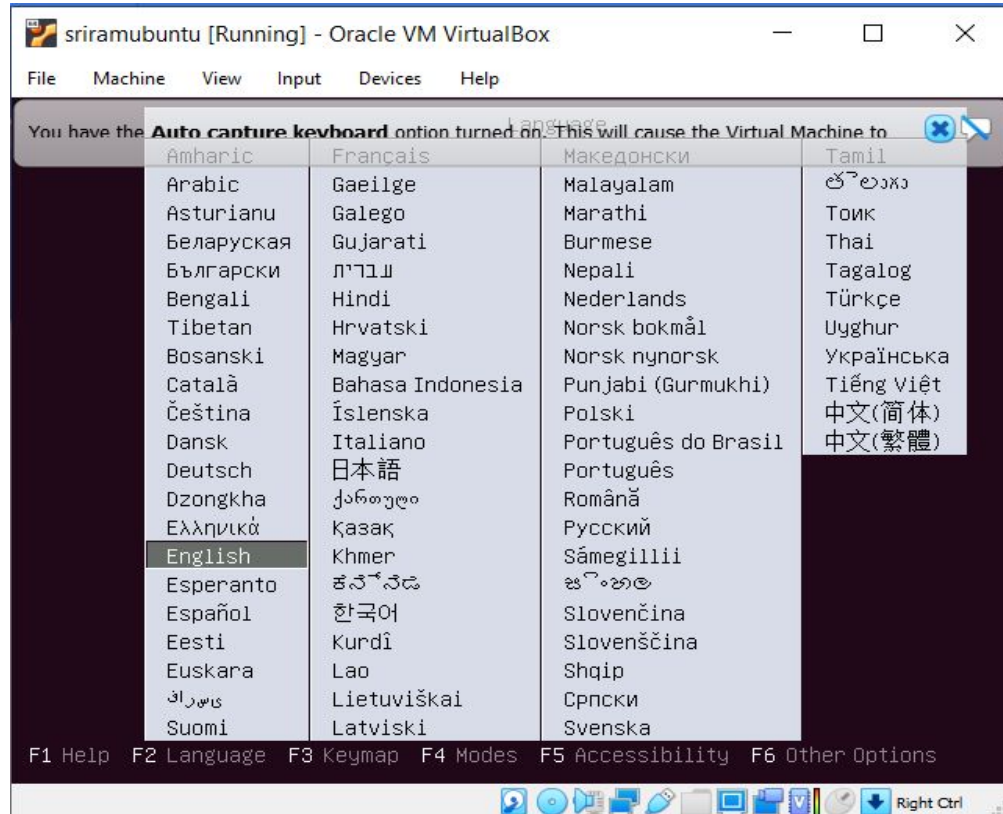 sriramubuntu [Running] - Oracle VM VirtualBox
File Machine View Input Devices Help
Language
You have the Auto capture keyboard option turned on. This will cause the Virtual Machine to
Amharic
Arabic
Asturianu
Беларуская
Български
Bengali
Tibetan
Bosanski
Català
Čeština
Dansk
Deutsch
Dzongkha
Ελληνικά
English
Esperanto
Español
Eesti
Euskara
فارسی
Suomi
Français
Gaeilge
Galego
Gujarati
עברית
Hindi
Hrvatski
Magyar
Bahasa Indonesia
Íslenska
Italiano
日本語
ქართული
Қазақ
Khmer
ಕನ್ನಡ
한국어
Kurdî
Lao
Lietuviškai
Latviski
Македонски
Malayalam
Marathi
Burmese
Nepali
Nederlands
Norsk bokmål
Norsk nynorsk
Punjabi (Gurmukhi)
Polski
Português do Brasil
Português
Română
Русский
Sámegillii
සිංහල
Slovenčina
Slovenščina
Shqip
Српски
Svenska
Tamil
తెలుగు
Тоик
Thai
Tagalog
Türkçe
Uyghur
Українська
Tiếng Việt
中文(简体)
中文(繁體)
F1 Help F2 Language F3 Keymap F4 Modes F5 Accessibility F6 Other Options
Right Ctrl